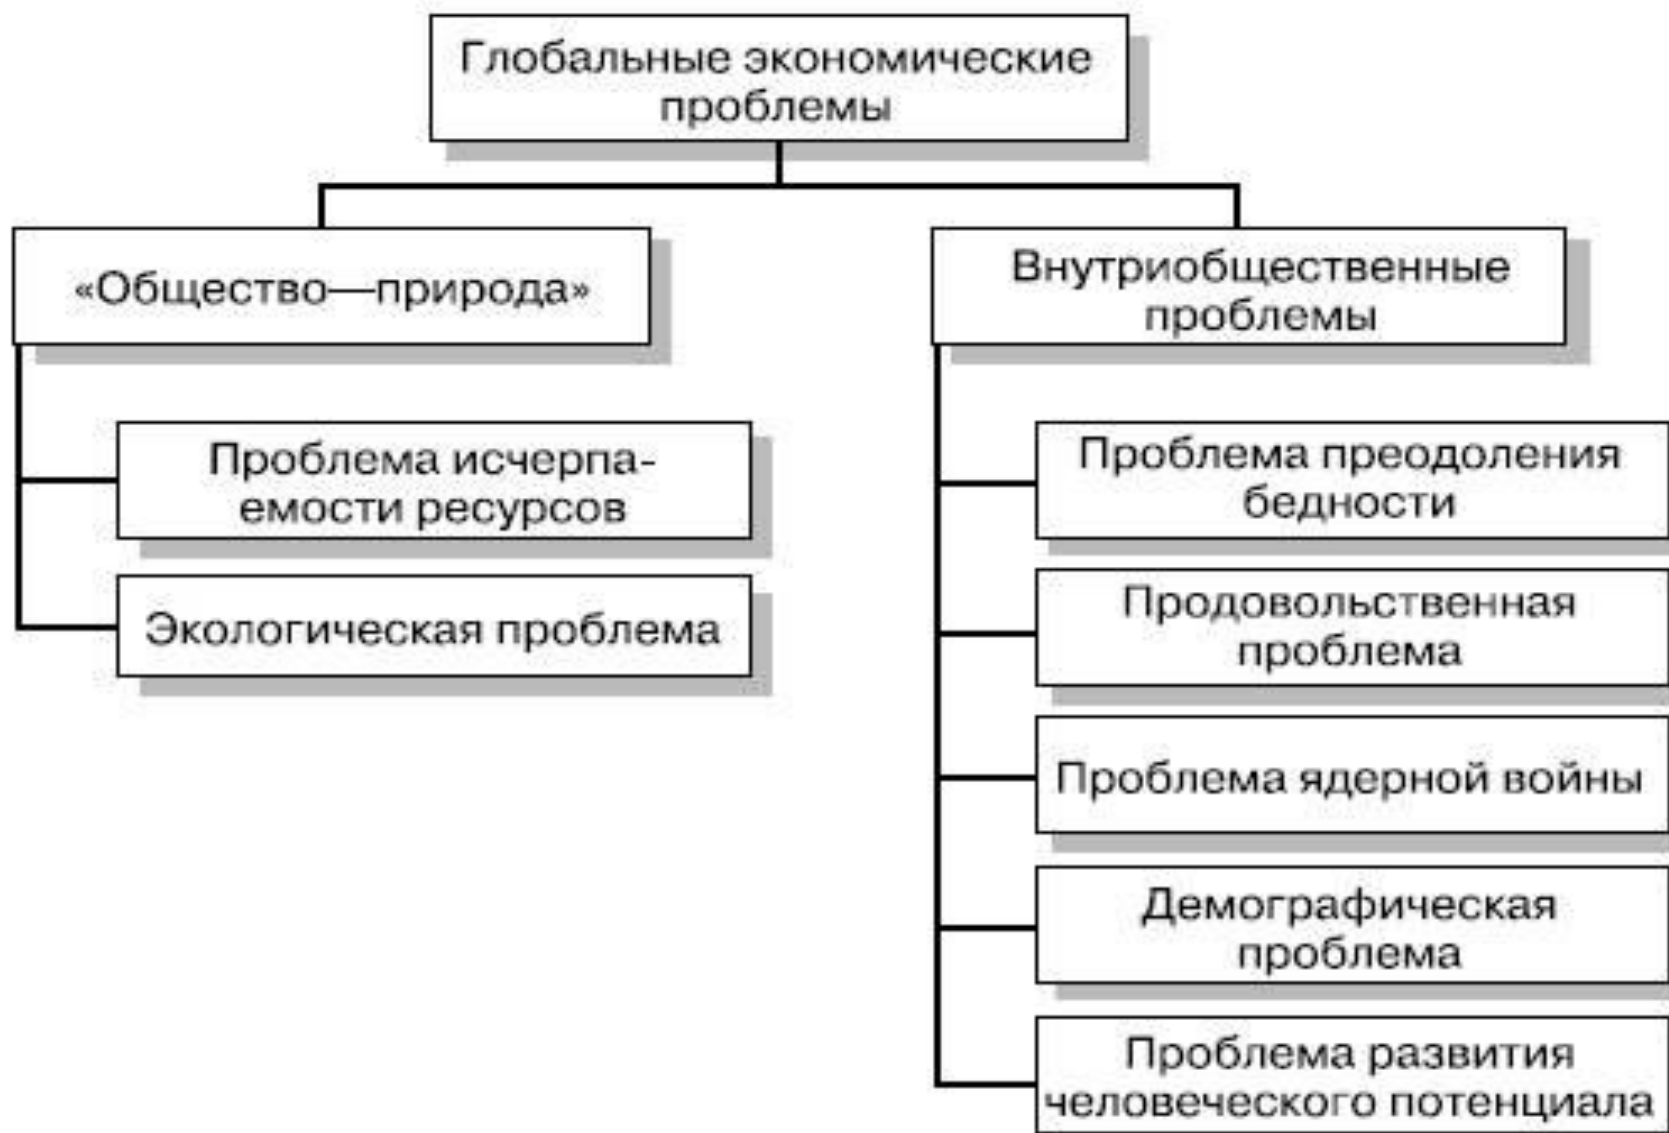 Глобальные экономические
проблемы
«Общество—природа»
Проблема исчерпа-
емости ресурсов
Экологическая проблема
Внутриобщественные
проблемы
Проблема преодоления
бедности
Продовольственная
проблема
Проблема ядерной войны
Демографическая
проблема
Проблема развития
человеческого потенциала